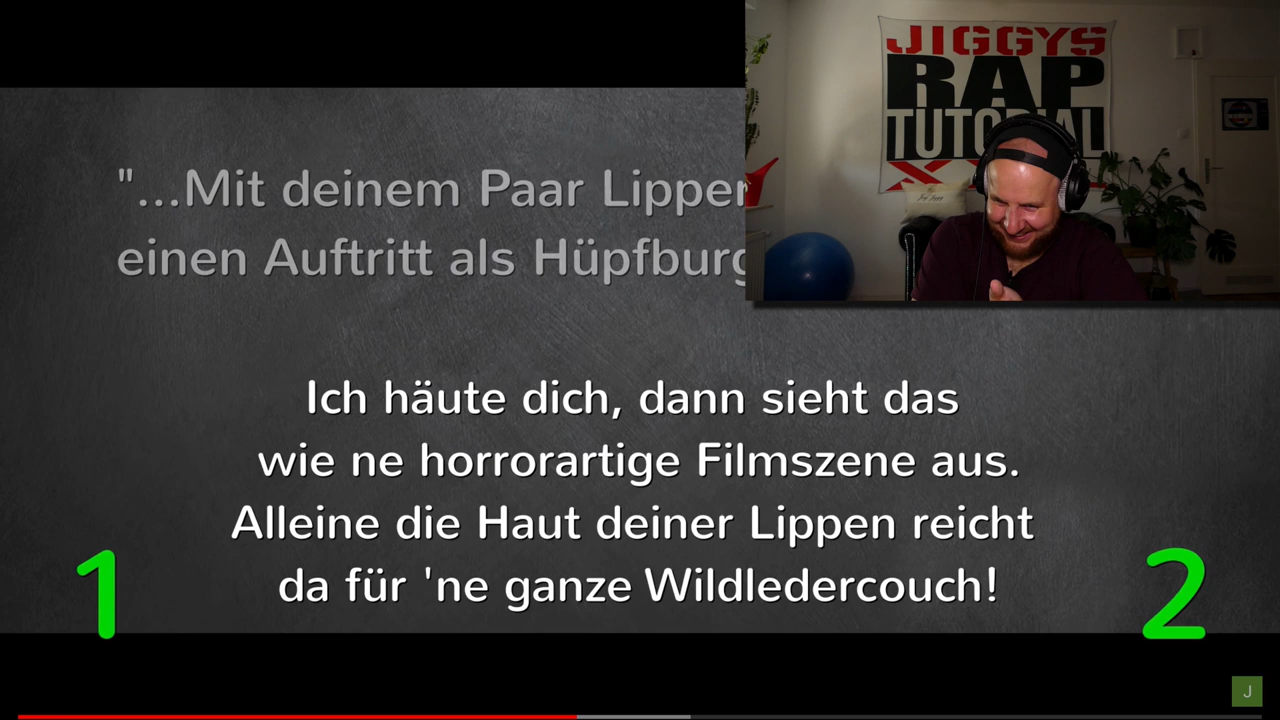 JIGGYS
RAP
TUTORIAL
"...Mit deinem Paar Lippen
einen Auftritt als Hüpfburg
Ich häute dich, dann sieht das
wie ne horrorartige Filmszene aus.
Alleine die Haut deiner Lippen reicht
da für 'ne ganze Wildledercouch!
1
2
J